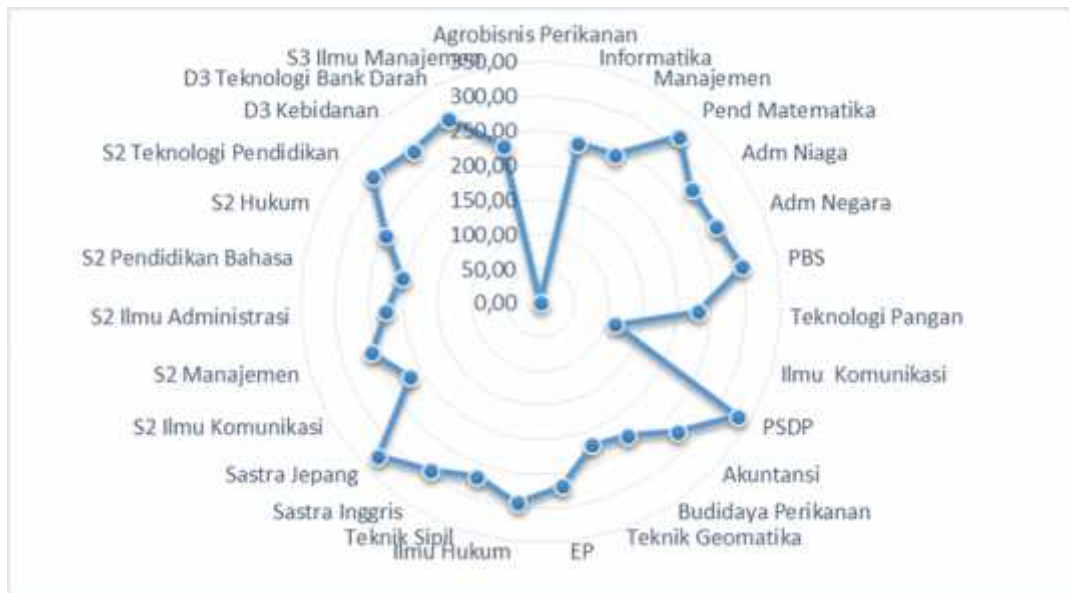 Agrobisnis Perikanan
Informatika
Manajemen
Pend Matematika
Adm Niaga
Adm Negara
PBS
Teknologi Pangan
Ilmu Komunikasi
PSDP
Akuntansi
Budidaya Perikanan
Teknik Geomatika
EP
Ilmu Hukum
Teknik Sipil
Sastra Inggris
Sastra Jepang
S2 Ilmu Komunikasi
S2 Manajemen
S2 Ilmu Administrasi
S2 Pendidikan Bahasa
S2 Hukum
S2 Teknologi Pendidikan
D3 Kebidanan
D3 Teknologi Bank Darah
S3 Ilmu Manajemen
350,00
300,00
250,00
200,00
150,00
100,00
50,00
0,00